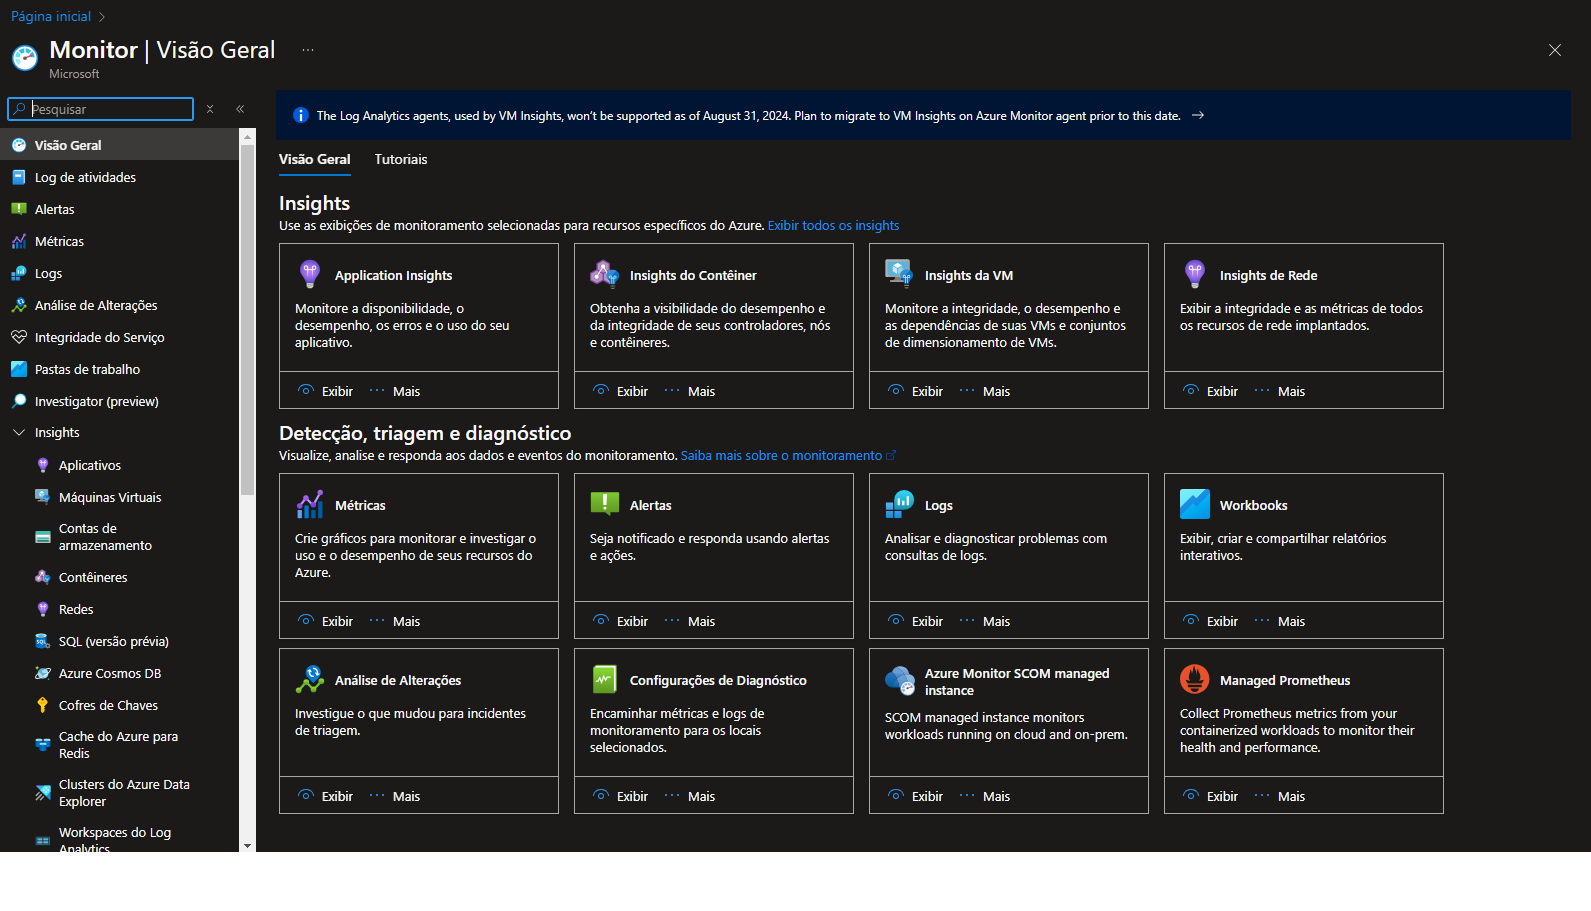 Página inicial
Monitor | Visão Geral
Microsoft
Pesquisar
Visão Geral
Log de atividades
Alertas
Métricas
Logs
Análise de Alterações
Integridade do Serviço
Pastas de trabalho
Investigator (preview)
Insights
Aplicativos
Máquinas Virtuais
Contas de
armazenamento
Contêineres
Redes
SQL (versão prévia)
Azure Cosmos DB
Cofres de Chaves
Cache do Azure para
Redis
Clusters do Azure Data
Explorer
Workspaces do Log
Analytics
The Log Analytics agents, used by VM Insights, won't be supported as of August 31, 2024. Plan to migrate to VM Insights on Azure Monitor agent prior to this date.
Visão Geral Tutoriais
Insights
Use as exibições de monitoramento selecionadas para recursos específicos do Azure. Exibir todos os insights
Application Insights
Monitore a disponibilidade, o
desempenho, os erros e o uso do seu
aplicativo.
Exibir Mais
Insights do Contêiner
Obtenha a visibilidade do desempenho e
da integridade de seus controladores, nós
e contêineres.
Exibir Mais
Insights da VM
Monitore a integridade, o desempenho e
as dependências de suas VMs e conjuntos
de dimensionamento de VMs.
Exibir Mais
Insights de Rede
Exibir a integridade e as métricas de todos
os recursos de rede implantados.
Exibir Mais
Detecção, triagem e diagnóstico
Visualize, analise e responda aos dados e eventos do monitoramento. Saiba mais sobre o monitoramento
Métricas
Crie gráficos para monitorar e investigar o
uso e o desempenho de seus recursos do
Azure.
Exibir Mais
Alertas
Seja notificado e responda usando alertas
e ações.
Exibir Mais
Logs
Analisar e diagnosticar problemas com
consultas de logs.
Exibir Mais
Workbooks
Exibir, criar e compartilhar relatórios
interativos.
Exibir Mais
Análise de Alterações
Investigue o que mudou para incidentes
de triagem.
Exibir Mais
Configurações de Diagnóstico
Encaminhar métricas e logs de
monitoramento para os locais
selecionados.
Exibir Mais
Azure Monitor SCOM managed
instance
SCOM managed instance monitors
workloads running on cloud and on-prem.
Exibir Mais
Managed Prometheus
Collect Prometheus metrics from your
containerized workloads to monitor their
health and performance.
Exibir Mais